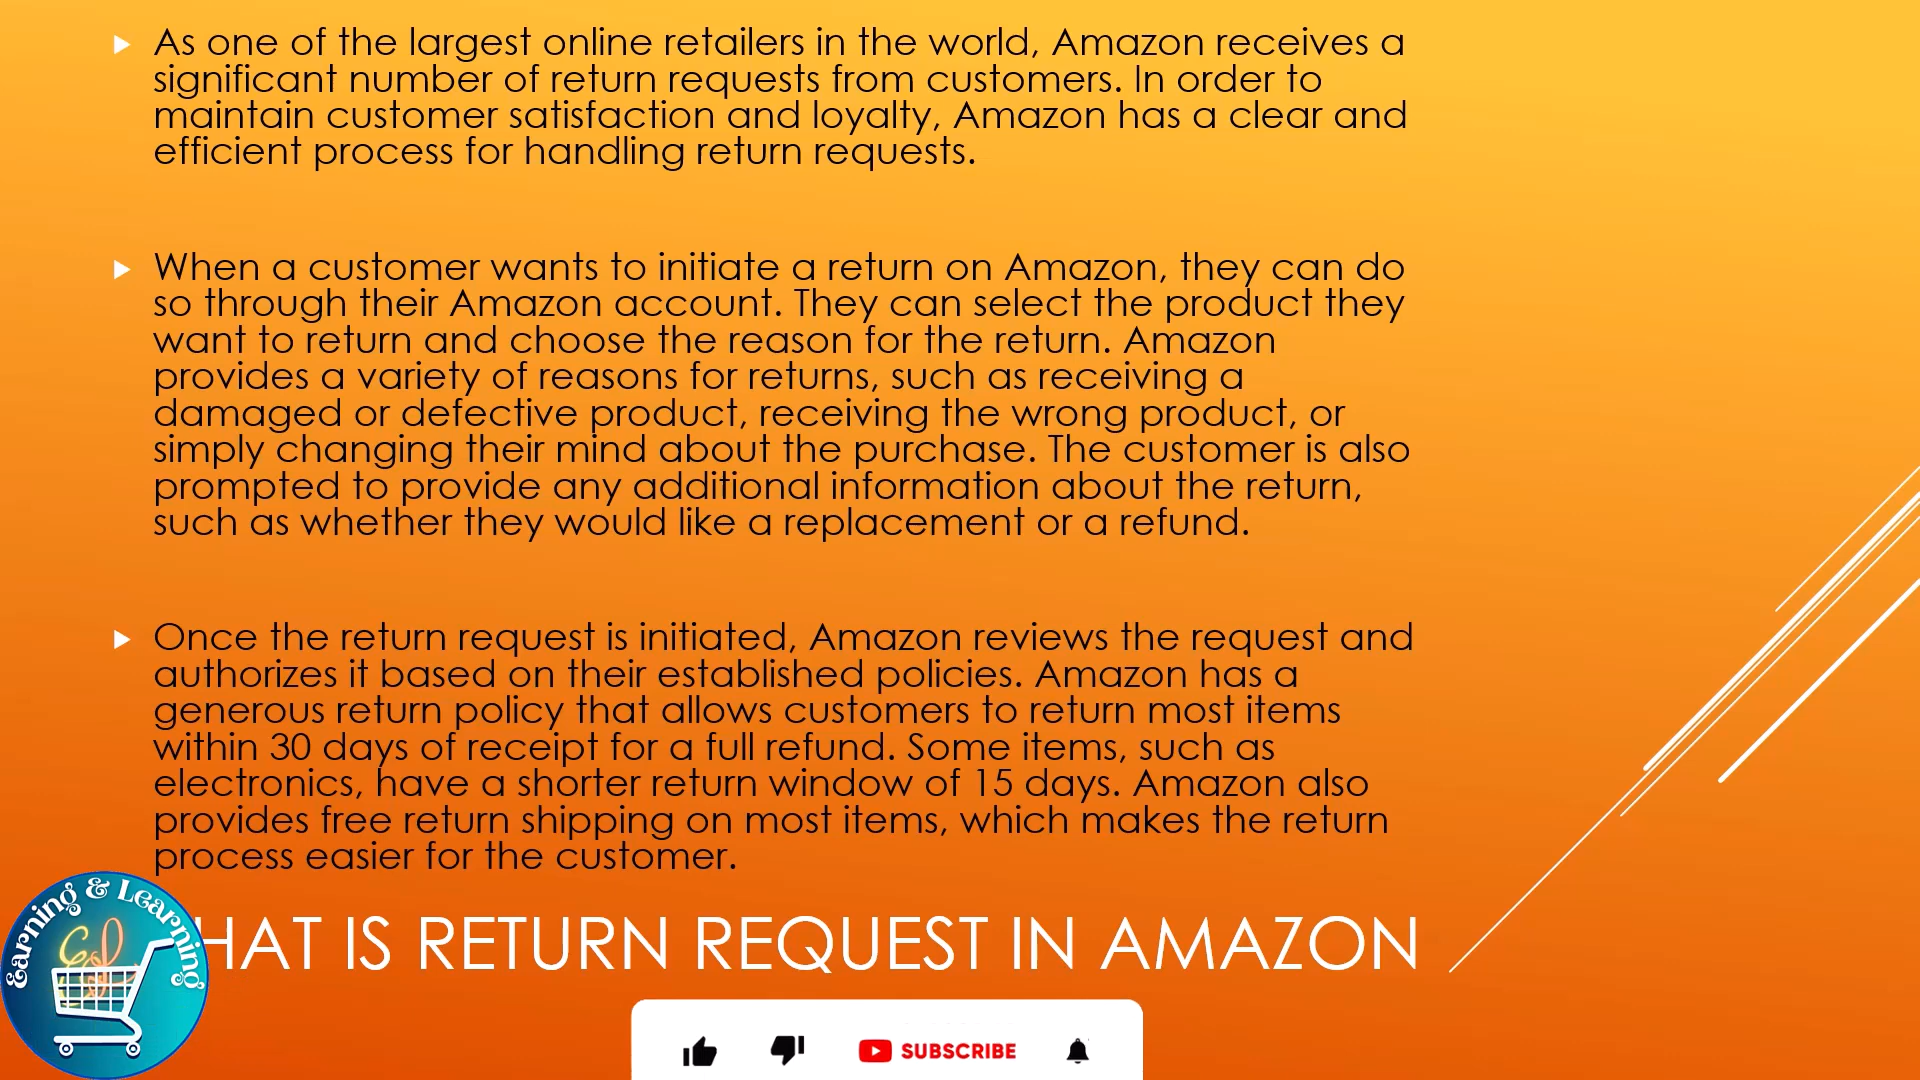 As one of the largest online retailers in the world, Amazon receives a
significant number of return requests from customers. In order to
maintain customer satisfaction and loyalty, Amazon has a clear and
efficient process for handling return requests.
When a customer wants to initiate a return on Amazon, they can do
so through their Amazon account. They can select the product they
want to return and choose the reason for the return. Amazon
provides a variety of reasons for returns, such as receiving a
damaged or defective product, receiving the wrong product, or
simply changing their mind about the purchase. The customer is also
prompted to provide any additional information about the return,
such as whether they would like a replacement or a refund.
Once the return request is initiated, Amazon reviews the request and
authorizes it based on their established policies. Amazon has a
generous return policy that allows customers to return most items
within 30 days of receipt for a full refund. Some items, such as
electronics, have a shorter return window of 15 days. Amazon also
provides free return shipping on most items, which makes the return
process easier for the customer.
HAT IS RETURN REQUEST IN AMAZON
Earning & Learning
SUBSCRIBE